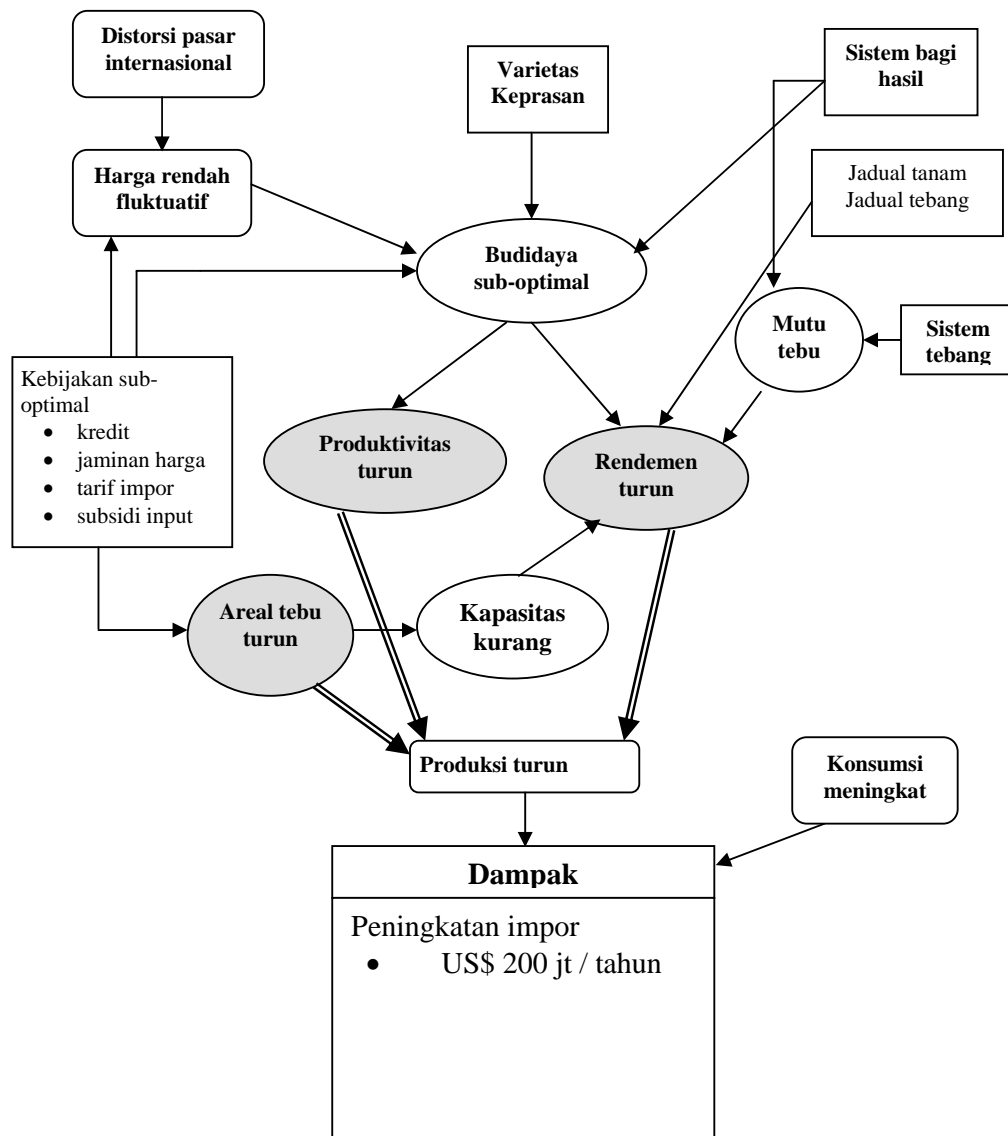 Distorsi pasar
internasional
Varietas
Keprasan
Sistem bagi
hasil
Harga rendah
fluktuatif
Jadual tanam
Jadual tebang
Budidaya
sub-optimal
Mutu
tebu
Sistem
tebang
Kebijakan sub-
optimal
• kredit
• jaminan harga
• tarif impor
• subsidi input
Produktivitas
turun
Rendemen
turun
Areal tebu
turun
Kapasitas
kurang
Produksi turun
Konsumsi
meningkat
Dampak
Peningkatan impor
• US$ 200 jt / tahun